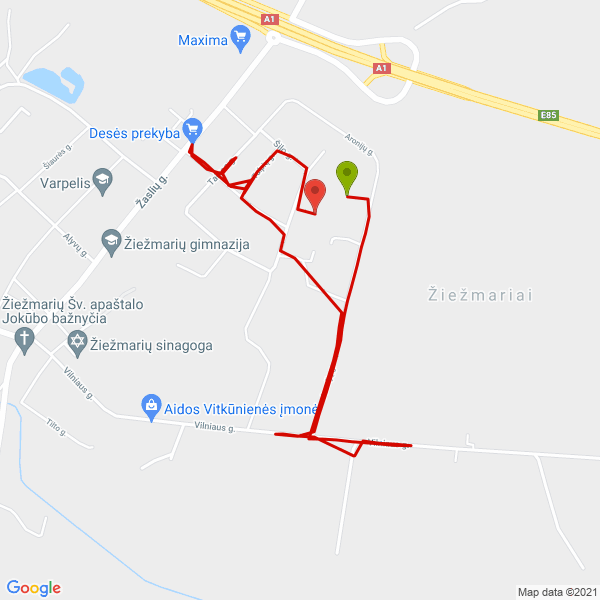 A1
Maxima
A1
E85
Desės prekyba
Šilo g.
Aronijų g.
Šiaurės g.
Varpelis
Žaslių g.
Alyvų g.
Žiežmarių gimnazija
Žiežmariai
Žiežmarių Šv. apaštalo
Jokūbo bažnyčia
Žiežmarių sinagoga
Vilniaus g.
Aidos Vitkūnienės įmonė
Tilto g.
Vilniaus g.
Vilniaus g.
Google
Map data ©2021